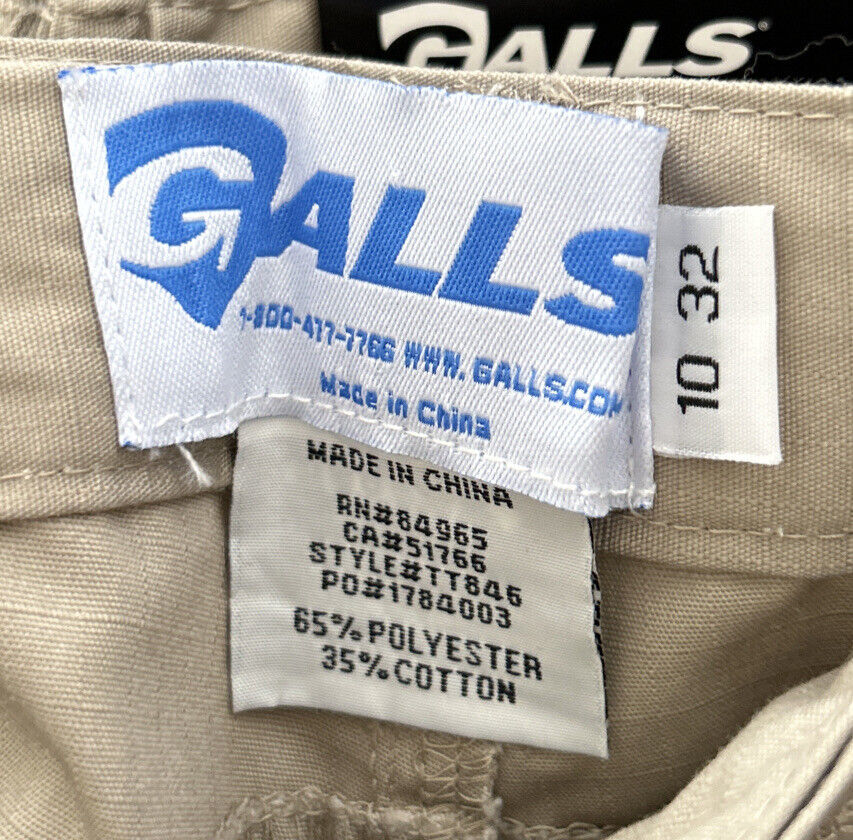 GALLS®
GALLS
1-800-477-7766 WWW.GALLS.COM
Made in China
10 32
MADE IN CHINA
RN#84965
CA#51766
STYLE#TT846
PO#1784003
65% POLYESTER
35% COTTON